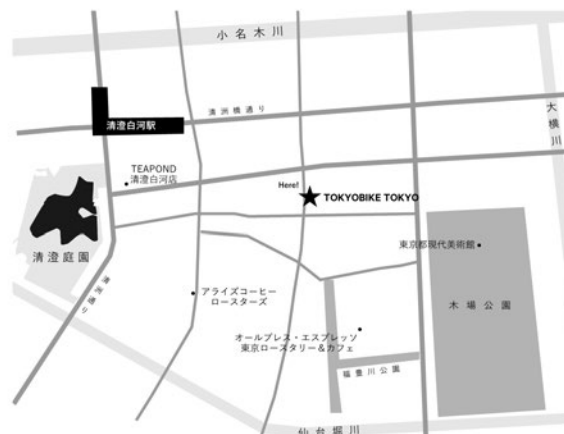 小名木川
清洲橋通り
大横川
清澄白河駅
TEAPOND
清澄白河店
Here!
TOKYOBIKE TOKYO
清澄庭園
清洲通り
東京都現代美術館
アライズコーヒー
ロースターズ
木場公園
オールプレス・エスプレッソ
東京ロースタリー&カフェ
福豊川公園
仙台堀川